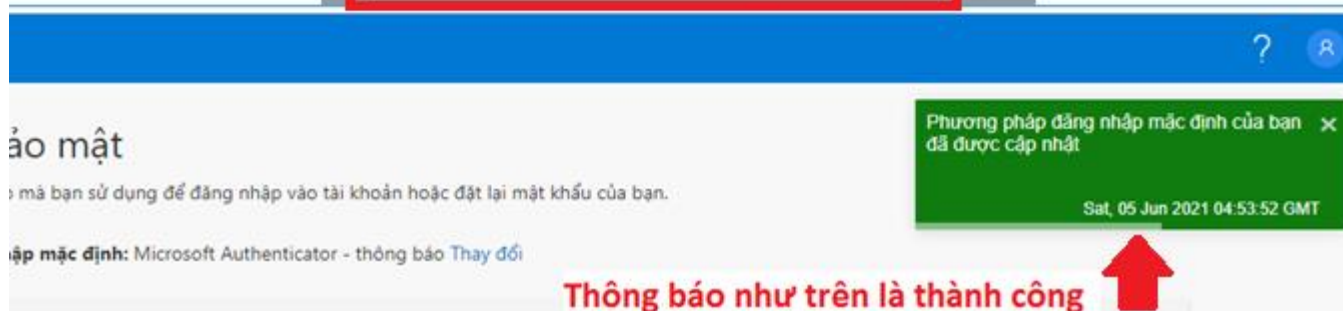 ?
Phương pháp đăng nhập mặc định của bạn ×
đã được cập nhật
Sat, 05 Jun 2021 04:53:52 GMT
ảo mật
mà bạn sử dụng để đăng nhập vào tài khoản hoặc đặt lại mật khẩu của bạn.
hập mặc định: Microsoft Authenticator - thông báo Thay đổi
Thông báo như trên là thành công